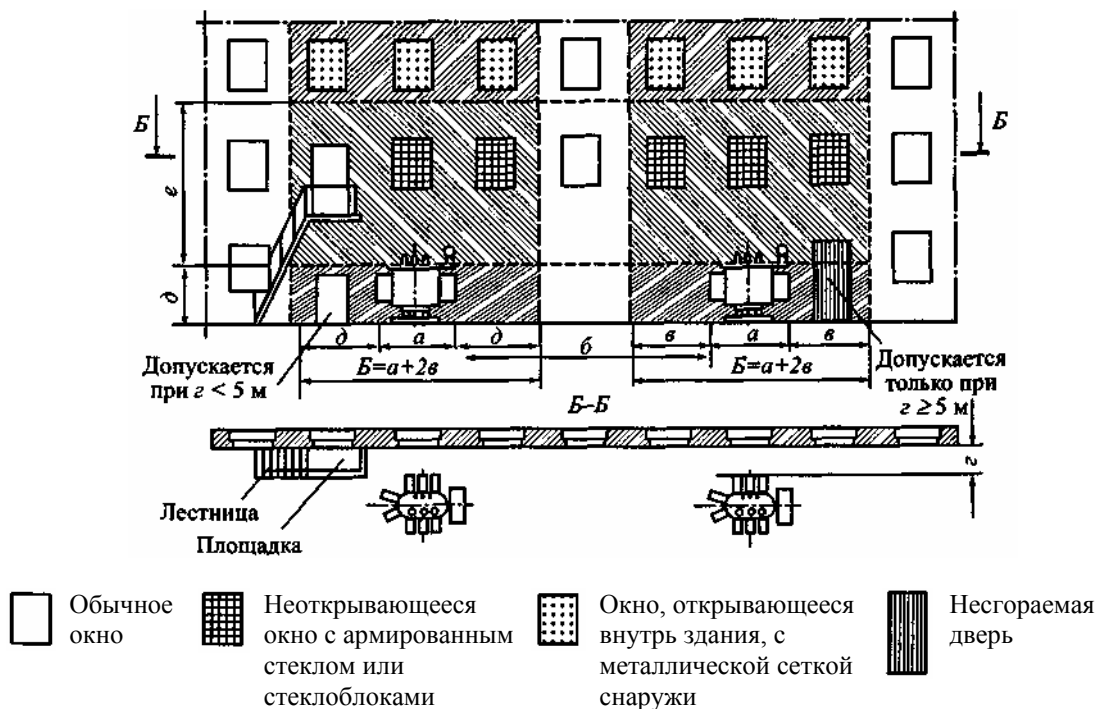 Б
Б
е
д
д
а
д
б
в
а
в
Допускается
при г < 5 м
Б=а+2в
Б=а+2в
Допускается
только при
г ≥ 5 м
Б–Б
г
Лестница
Площадка
Обычное
окно
Неоткрывающееся
окно с армированным
стеклом или
стеклоблоками
Окно, открывающееся
внутрь здания, с
металлической сеткой
снаружи
Несгораемая
дверь